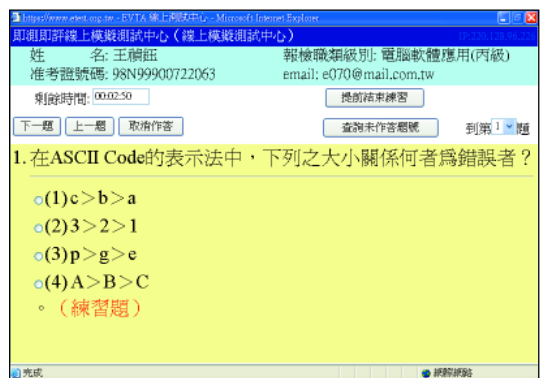 https://www.etest.org.tw - EVTA 線上測試中心 - Microsoft Internet Explorer
即測即評線上模擬測試中心（線上模擬測試中心） IP:220.128.96.226
姓 名: 王禎鈺 報檢職類級別: 電腦軟體應用(丙級)
准考證號碼: 98N99900722063 email: e070@mail.com.tw
剩餘時間: 00:02:50 提前結束練習
下一題 上一題 取消作答 查詢未作答題號 到第 1 題
1. 在ASCII Code的表示法中，下列之大小關係何者為錯誤者？
(1)c＞b＞a
(2)3＞2＞1
(3)p＞g＞e
(4)A＞B＞C
。（練習題）
完成 網際網路